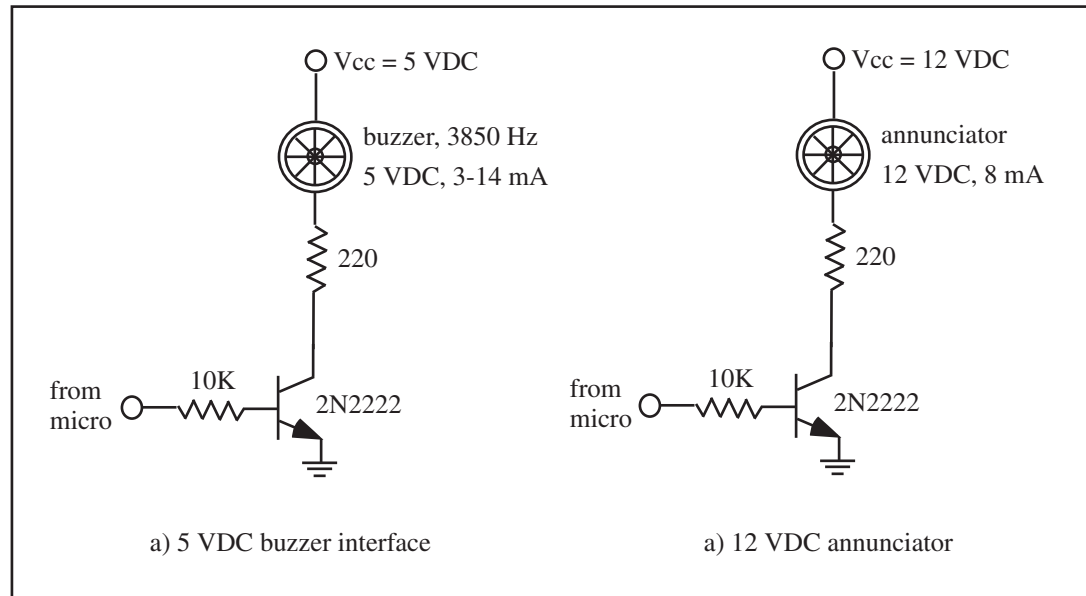 Vcc = 5 VDC
buzzer, 3850 Hz
5 VDC, 3-14 mA
220
from
micro
10K
2N2222
a) 5 VDC buzzer interface
Vcc = 12 VDC
annunciator
12 VDC, 8 mA
220
from
micro
10K
2N2222
a) 12 VDC annunciator